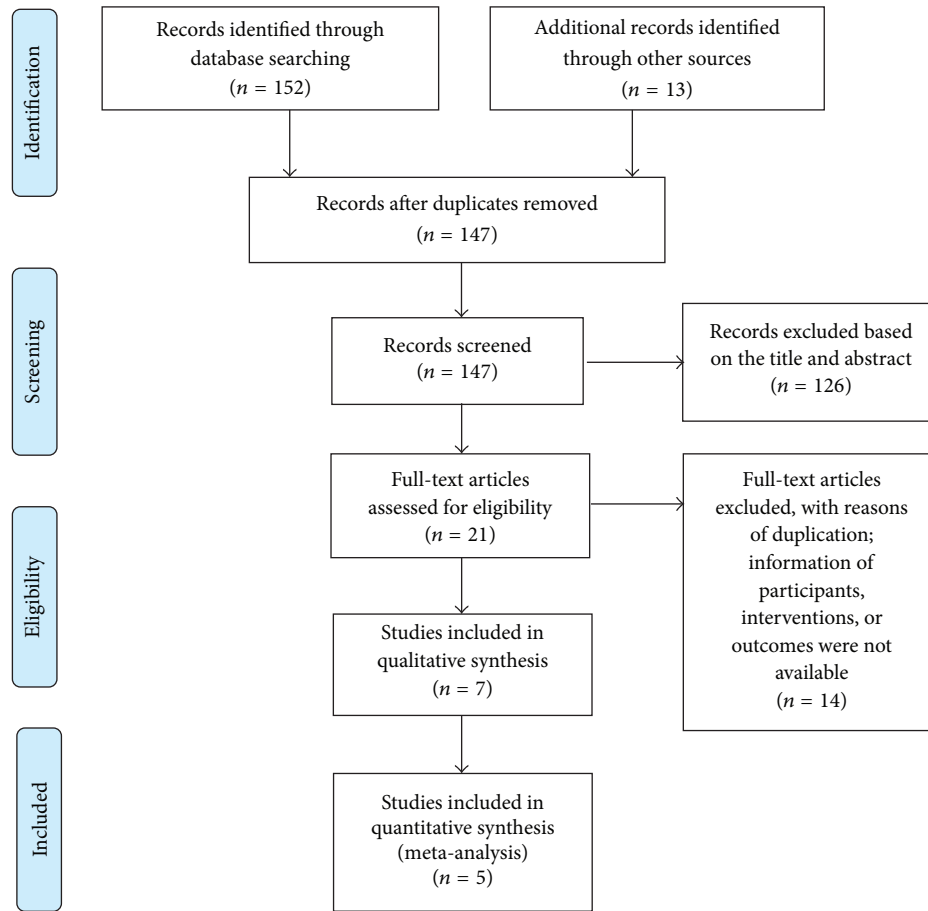 Identification
Records identified through
database searching
(n = 152)
Additional records identified
through other sources
(n = 13)
Records after duplicates removed
(n = 147)
Screening
Records screened
(n = 147)
Records excluded based
on the title and abstract
(n = 126)
Eligibility
Full-text articles
assessed for eligibility
(n = 21)
Full-text articles
excluded, with reasons
of duplication;
information of
participants,
interventions, or
outcomes were not
available
(n = 14)
Studies included in
qualitative synthesis
(n = 7)
Included
Studies included in
quantitative synthesis
(meta-analysis)
(n = 5)